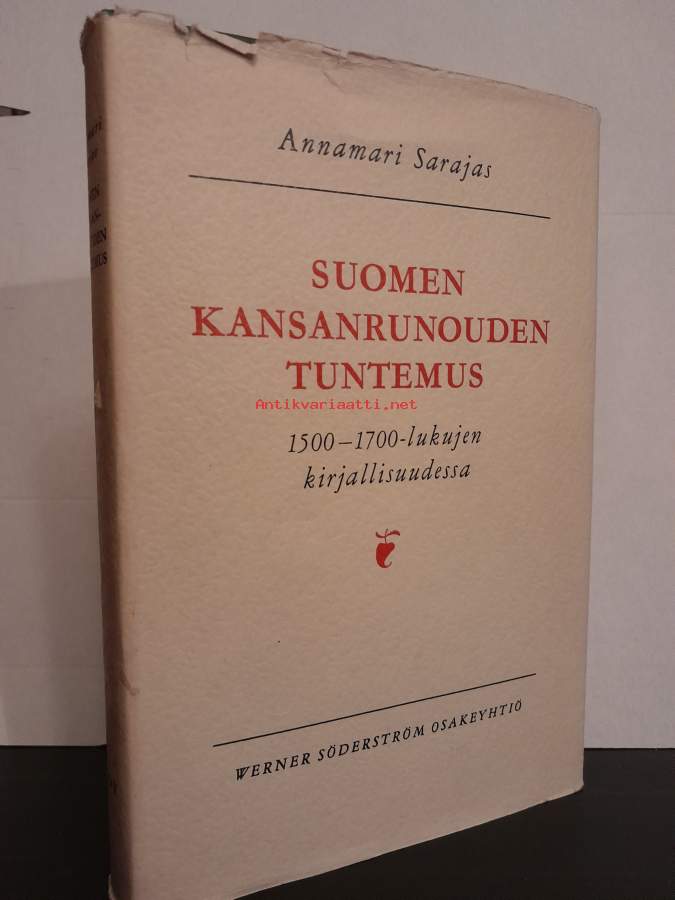 Annamari Sarajas
SUOMEN
KANSANRUNOUDEN
TUNTEMUS
Antikvariaatti.net
1500–1700-lukujen
kirjallisuudessa
WERNER SÖDERSTRÖM OSAKEYHTIÖ